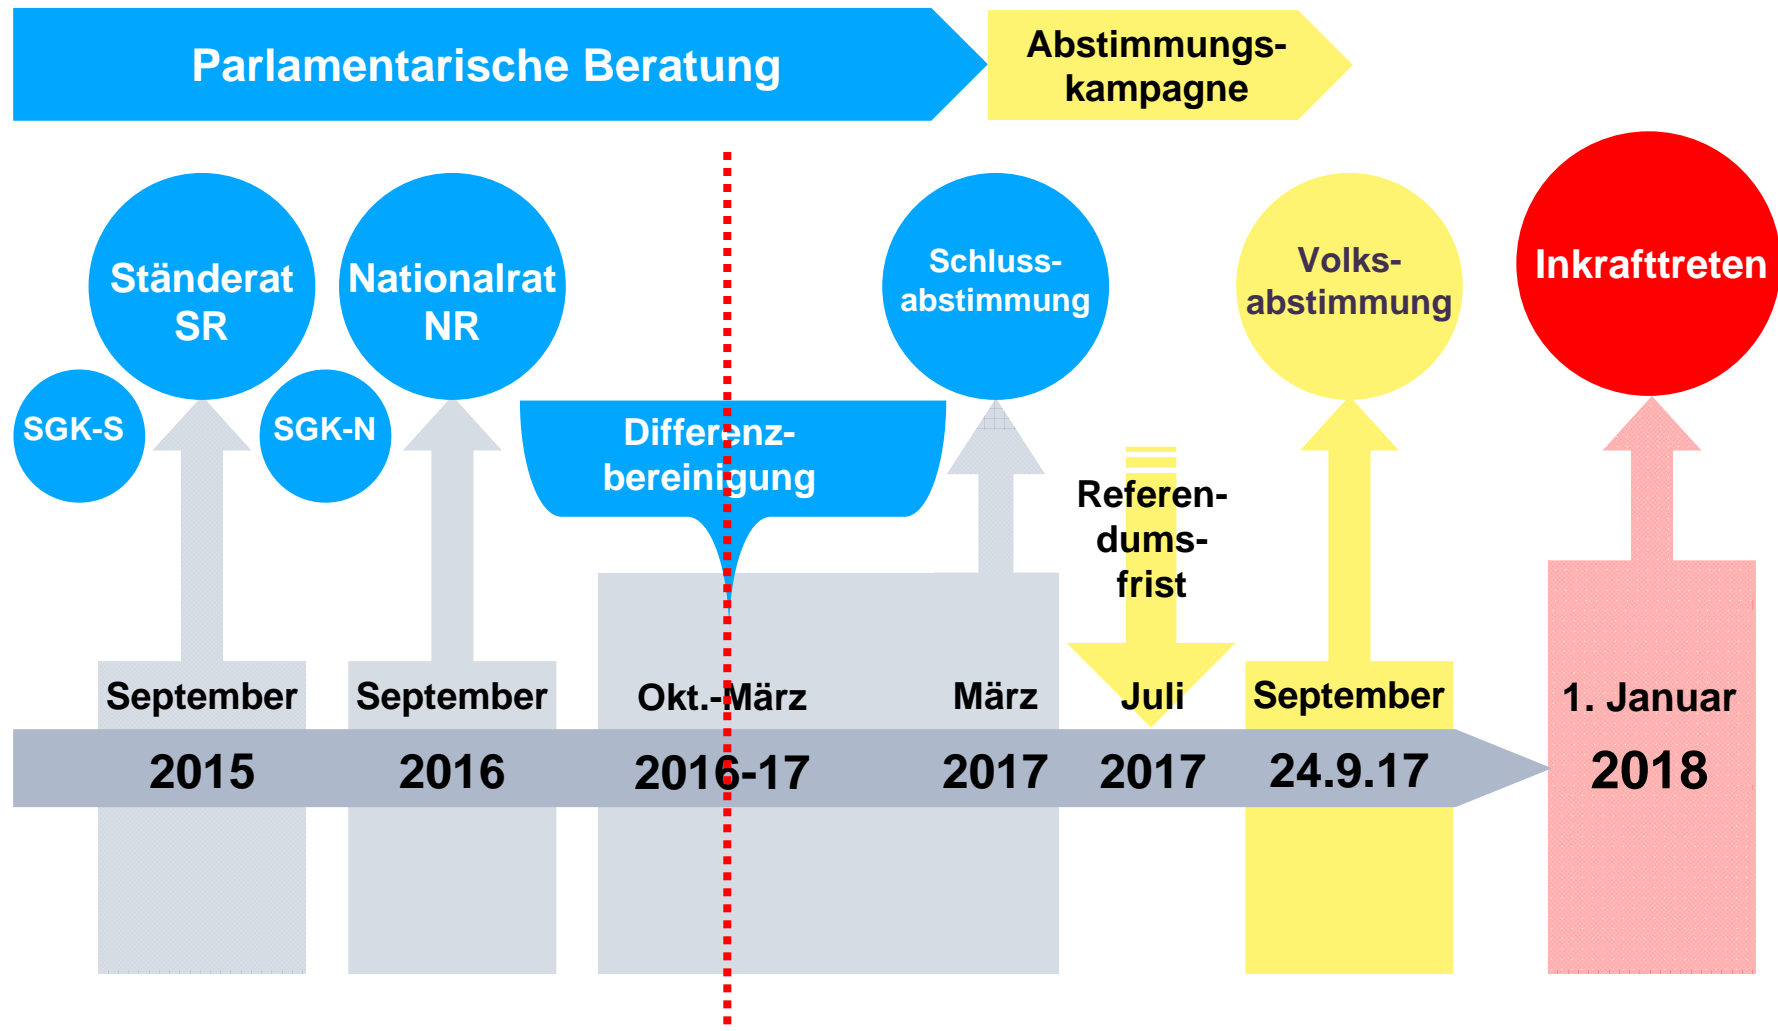 Parlamentarische Beratung
Abstimmungs-
kampagne
Ständerat
SR
Nationalrat
NR
Schluss-
abstimmung
Volks-
abstimmung
Inkrafttreten
SGK-S
SGK-N
Differenz-
bereinigung
Referen-
dums-
frist
September
2015
September
2016
Okt.-März
2016-17
März
2017
Juli
2017
September
24.9.17
1. Januar
2018